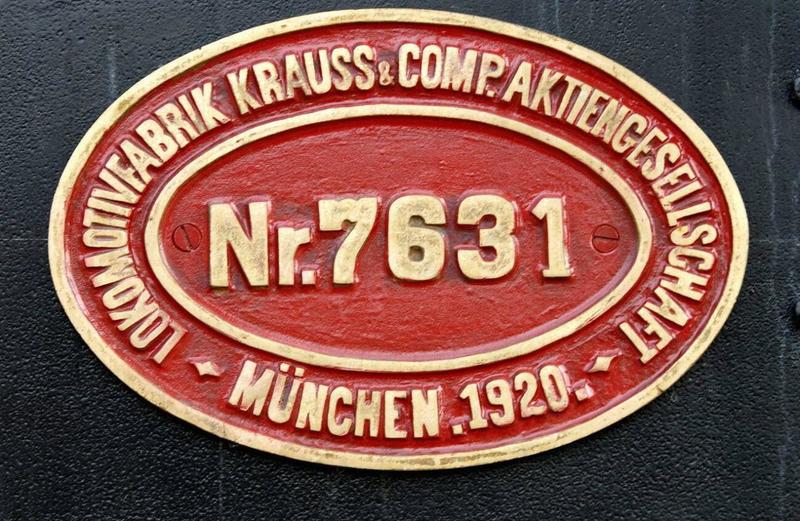 LOKOMOTIVFABRIK KRAUSS & COMP. AKTIENGESELLSCHAFT
Nr. 7631
MÜNCHEN . 1920.